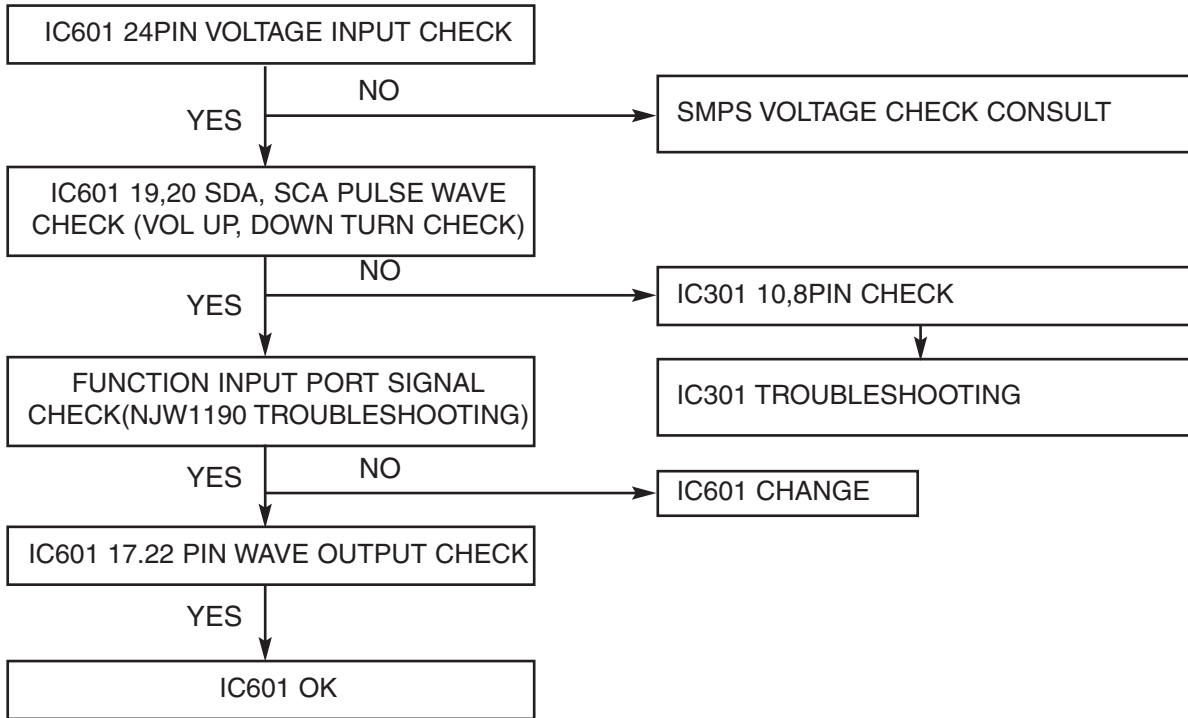 IC601 24PIN VOLTAGE INPUT CHECK
NO
SMPS VOLTAGE CHECK CONSULT
YES
IC601 19,20 SDA, SCA PULSE WAVE
CHECK (VOL UP, DOWN TURN CHECK)
NO
IC301 10,8PIN CHECK
YES
FUNCTION INPUT PORT SIGNAL
CHECK(NJW1190 TROUBLESHOOTING)
IC301 TROUBLESHOOTING
NO
YES
IC601 CHANGE
IC601 17.22 PIN WAVE OUTPUT CHECK
YES
IC601 OK